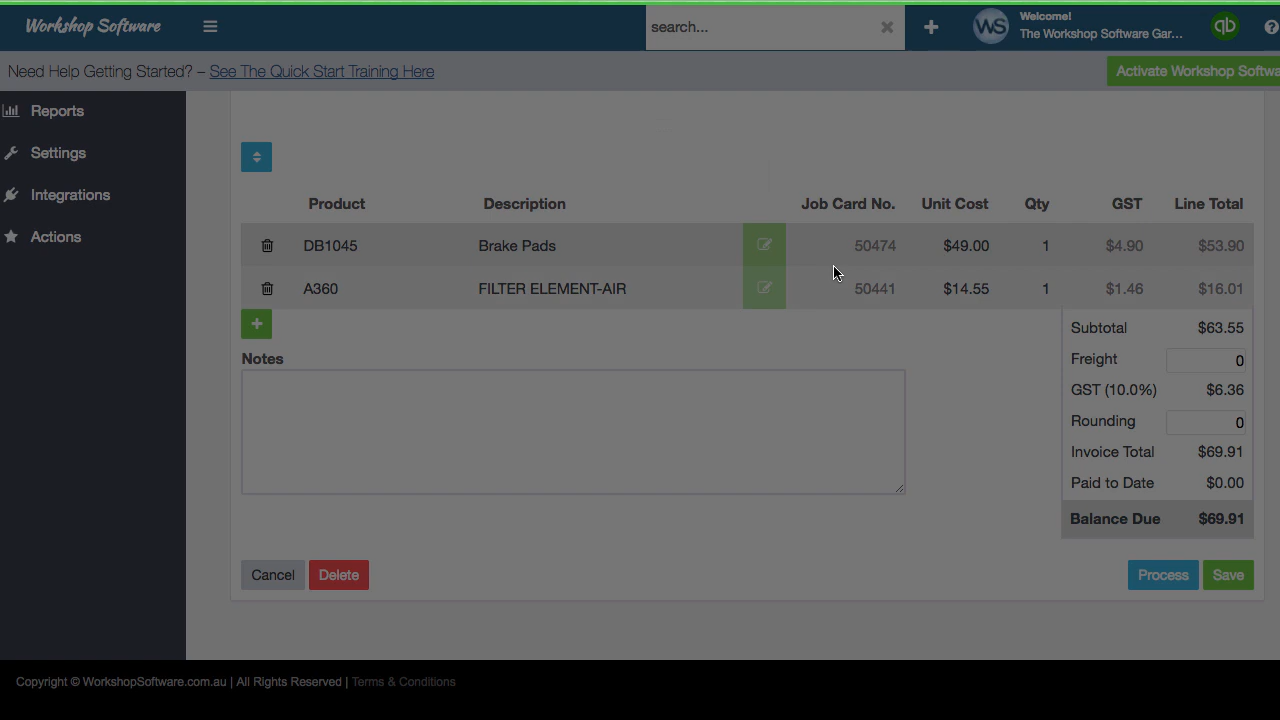 Workshop Software
search...
WS
Welcome!
The Workshop Software Gar...
qb
?
Need Help Getting Started? – See The Quick Start Training Here
Activate Workshop Softwa
Reports
Settings
Integrations
Actions
Product Description Job Card No. Unit Cost Qty GST Line Total
DB1045 Brake Pads 50474 $49.00 1 $4.90 $53.90
A360 FILTER ELEMENT-AIR 50441 $14.55 1 $1.46 $16.01
Subtotal $63.55
Notes
Freight 0
GST (10.0%) $6.36
Rounding 0
Invoice Total $69.91
Paid to Date $0.00
Balance Due $69.91
Cancel Delete Process Save
Copyright © WorkshopSoftware.com.au | All Rights Reserved | Terms & Conditions